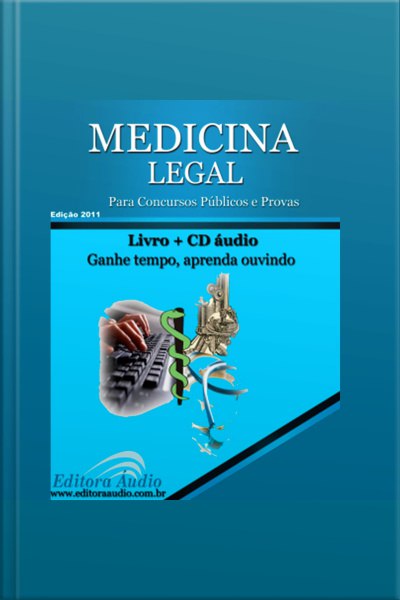 MEDICINA
LEGAL
Para Concursos Públicos e Provas
Edição 2011
Livro + CD áudio
Ganhe tempo, aprenda ouvindo
Editora Áudio
www.editoraaudio.com.br